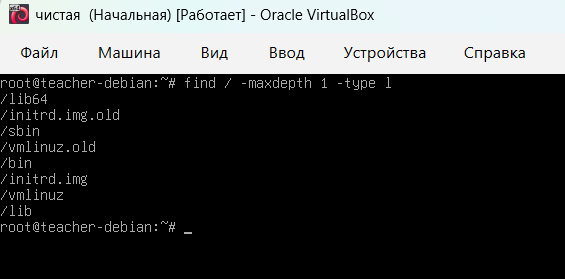 чистая (Начальная) [Работает] - Oracle VirtualBox
Файл Машина Вид Ввод Устройства Справка
root@teacher-debian:~# find / -maxdepth 1 -type l
/lib64
/initrd.img.old
/sbin
/vmlinuz.old
/bin
/initrd.img
/vmlinuz
/lib
root@teacher-debian:~# _